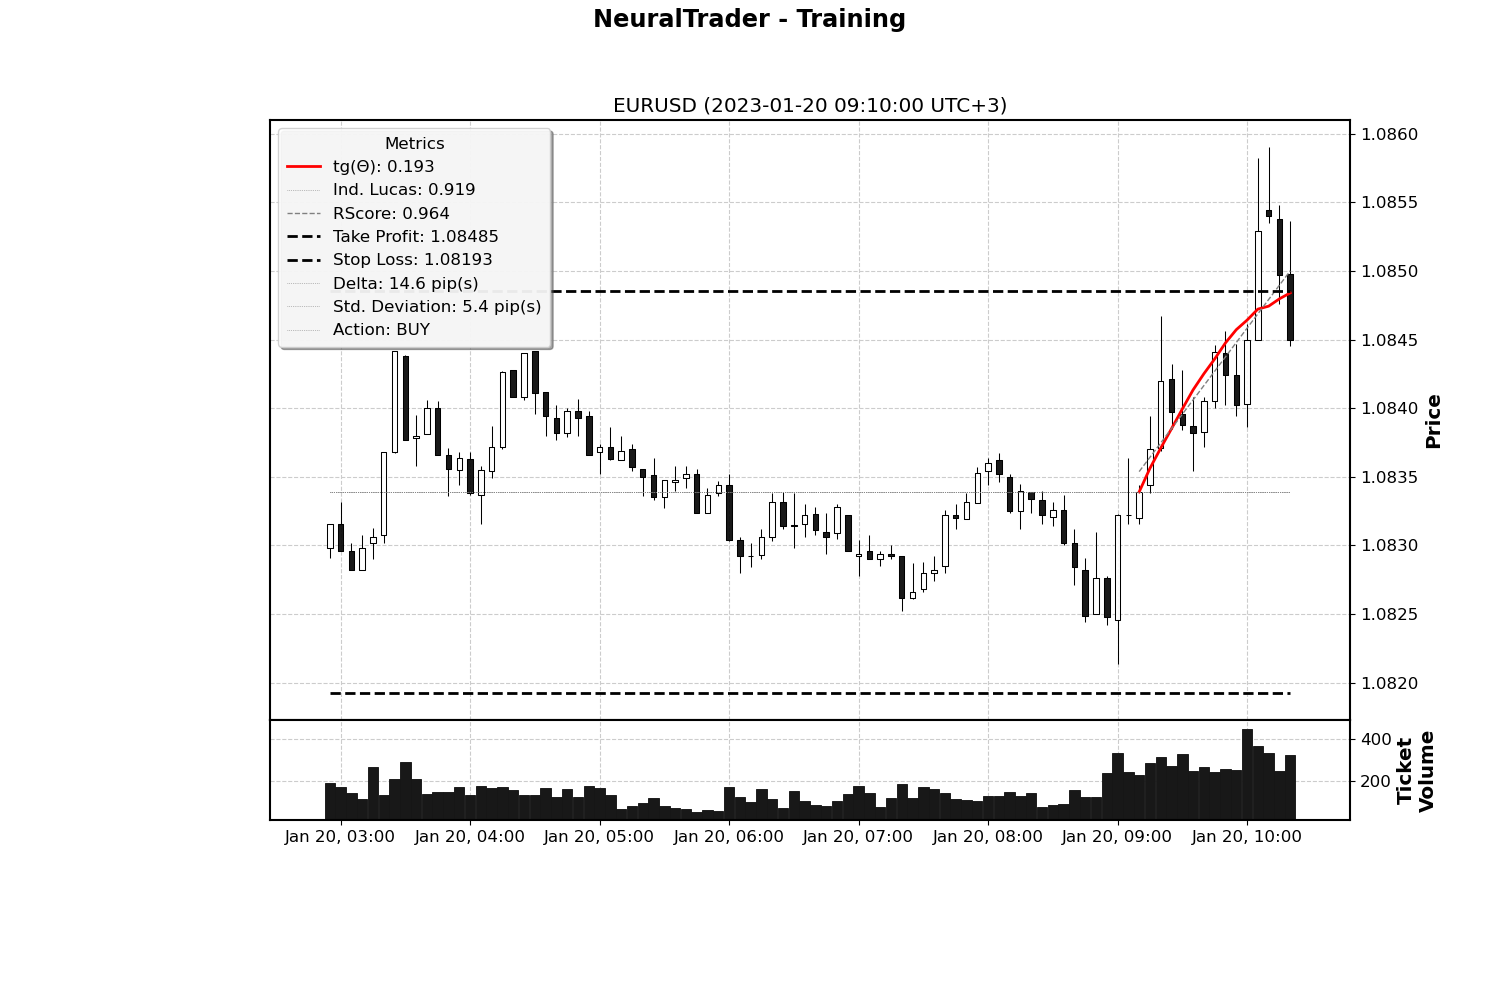 NeuralTrader - Training
EURUSD (2023-01-20 09:10:00 UTC+3)
Metrics
tg(Θ): 0.193
Ind. Lucas: 0.919
RScore: 0.964
Take Profit: 1.08485
Stop Loss: 1.08193
Delta: 14.6 pip(s)
Std. Deviation: 5.4 pip(s)
Action: BUY
1.0860
1.0855
1.0850
1.0845
1.0840
1.0835
1.0830
1.0825
1.0820
Price
400
200
Ticket
Volume
Jan 20, 03:00
Jan 20, 04:00
Jan 20, 05:00
Jan 20, 06:00
Jan 20, 07:00
Jan 20, 08:00
Jan 20, 09:00
Jan 20, 10:00